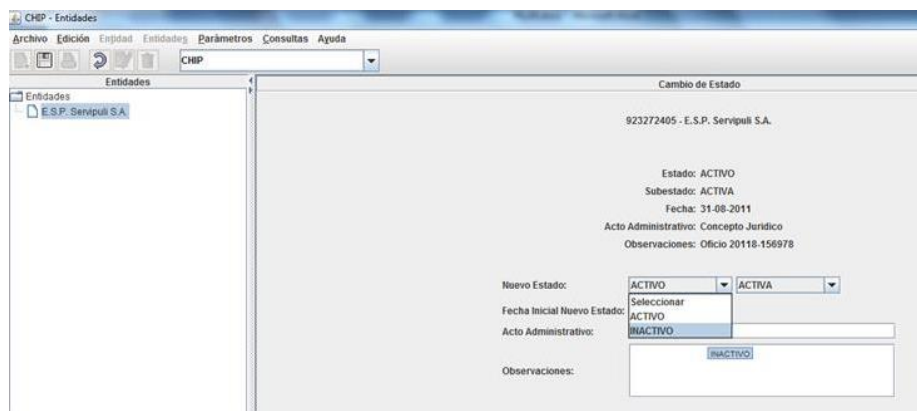 CHIP - Entidades
Archivo Edición Entidad Entidades Parámetros Consultas Ayuda
CHIP
Entidades
Entidades
E.S.P. Servipuli S.A.
Cambio de Estado
923272405 - E.S.P. Servipuli S.A.
Estado: ACTIVO
Subestado: ACTIVA
Fecha: 31-08-2011
Acto Administrativo: Concepto Juridico
Observaciones: Oficio 20118-156978
Nuevo Estado: ACTIVO ACTIVA
Seleccionar
Fecha Inicial Nuevo Estado: ACTIVO
Acto Administrativo: INACTIVO
INACTIVO
Observaciones: